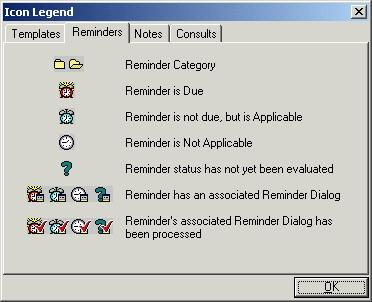 Icon Legend
Templates Reminders Notes Consults
Reminder Category
Reminder is Due
Reminder is not due, but is Applicable
Reminder is Not Applicable
Reminder status has not yet been evaluated
Reminder has an associated Reminder Dialog
Reminder's associated Reminder Dialog has
been processed
OK